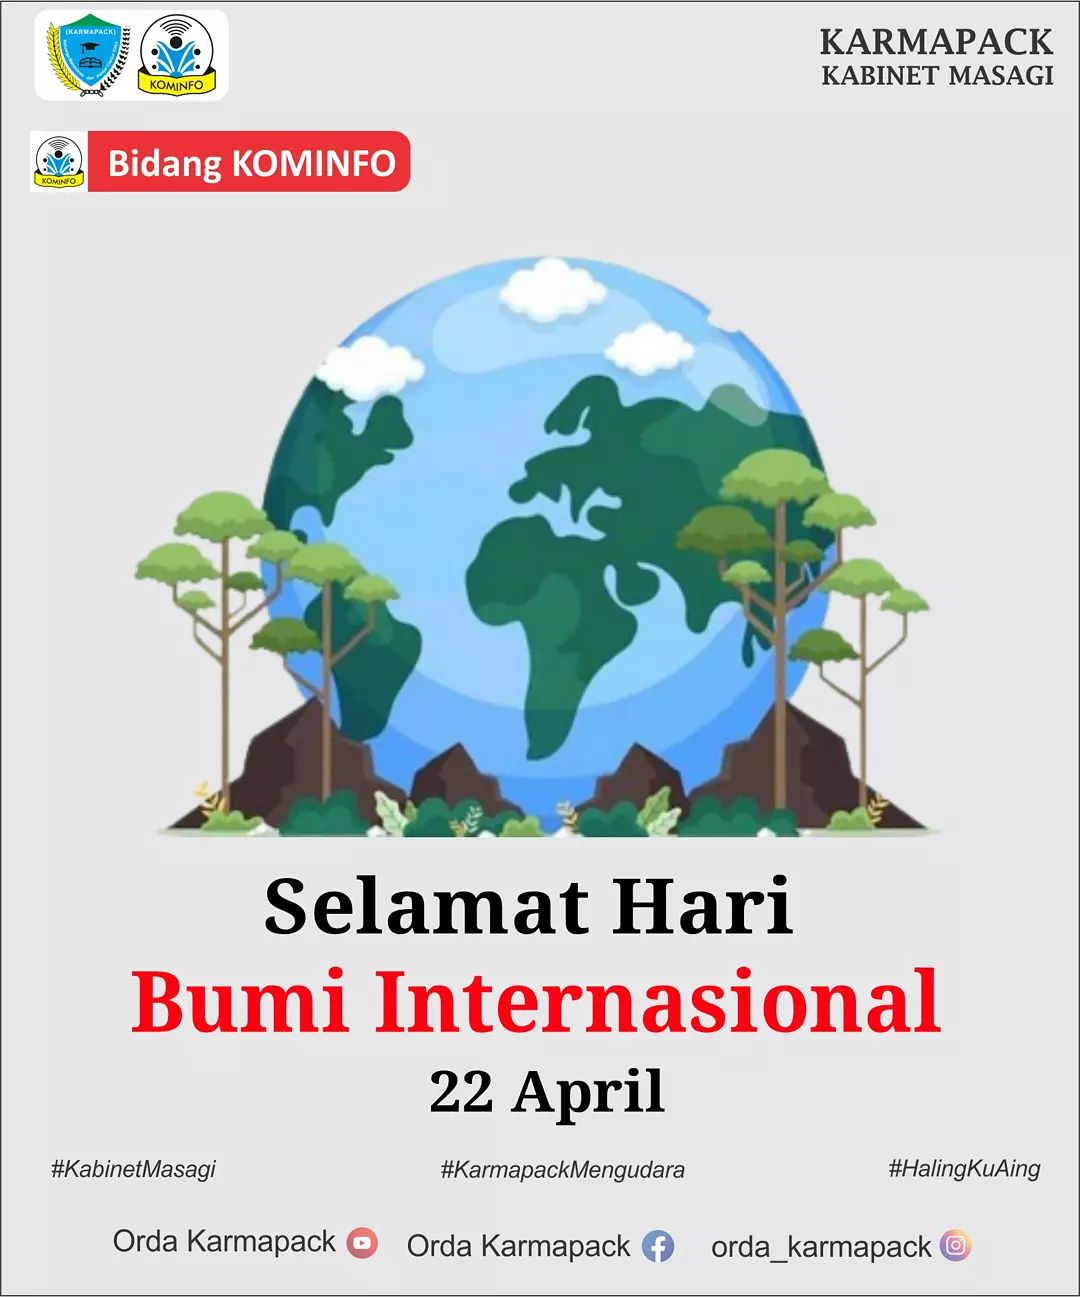 (KARMAPACK)
KOMINFO
KARMAPACK
KABINET MASAGI
KOMINFO
Bidang KOMINFO
Selamat Hari
Bumi Internasional
22 April
#KabinetMasagi
#KarmapackMengudara
#HalingKuAing
Orda Karmapack
Orda Karmapack
orda_karmapack